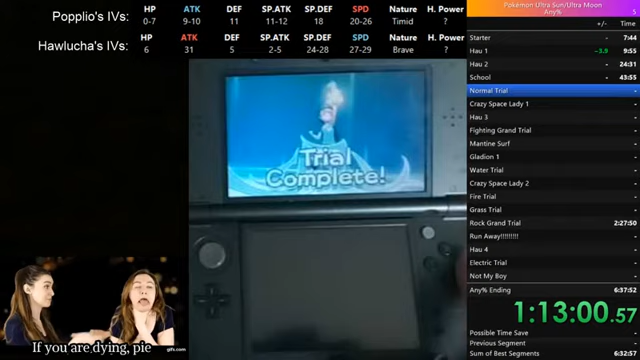 Popplio's IVs:
HP ATK DEF SP.ATK SP.DEF SPD Nature H. Power
0-7 9-10 11 11-12 18 20-26 Timid ?
Hawlucha's IVs:
HP ATK DEF SP.ATK SP.DEF SPD Nature H. Power
6 31 5 2-5 24-28 27-29 Brave ?
Trial
Complete!
If you are dying, pie
gifs.com
Pokémon Ultra Sun/Ultra Moon
Any% 5
+/- Time
Starter - 7:44
Hau 1 -3.9 9:55
Hau 2 - 24:31
School - 43:55
Normal Trial -
Crazy Space Lady 1 -
Hau 3 -
Fighting Grand Trial -
Mantine Surf -
Gladion 1 -
Water Trial -
Crazy Space Lady 2 -
Fire Trial -
Grass Trial -
Rock Grand Trial 2:27:50
Run Away!!!!!!!!! -
Hau 4 -
Electric Trial -
Not My Boy -
Any% Ending 6:37:52
1:13:00.57
Possible Time Save -
Previous Segment -
Sum of Best Segments 6:32:57